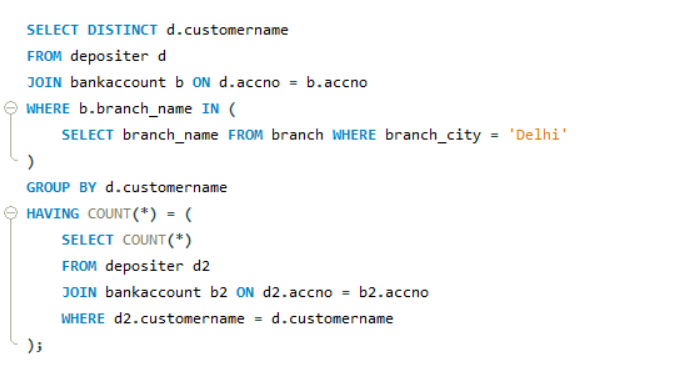 SELECT DISTINCT d.customername
FROM depositer d
JOIN bankaccount b ON d.accno = b.accno
WHERE b.branch_name IN (
    SELECT branch_name FROM branch WHERE branch_city = 'Delhi'
)
GROUP BY d.customername
HAVING COUNT(*) = (
    SELECT COUNT(*)
    FROM depositer d2
    JOIN bankaccount b2 ON d2.accno = b2.accno
    WHERE d2.customername = d.customername
);